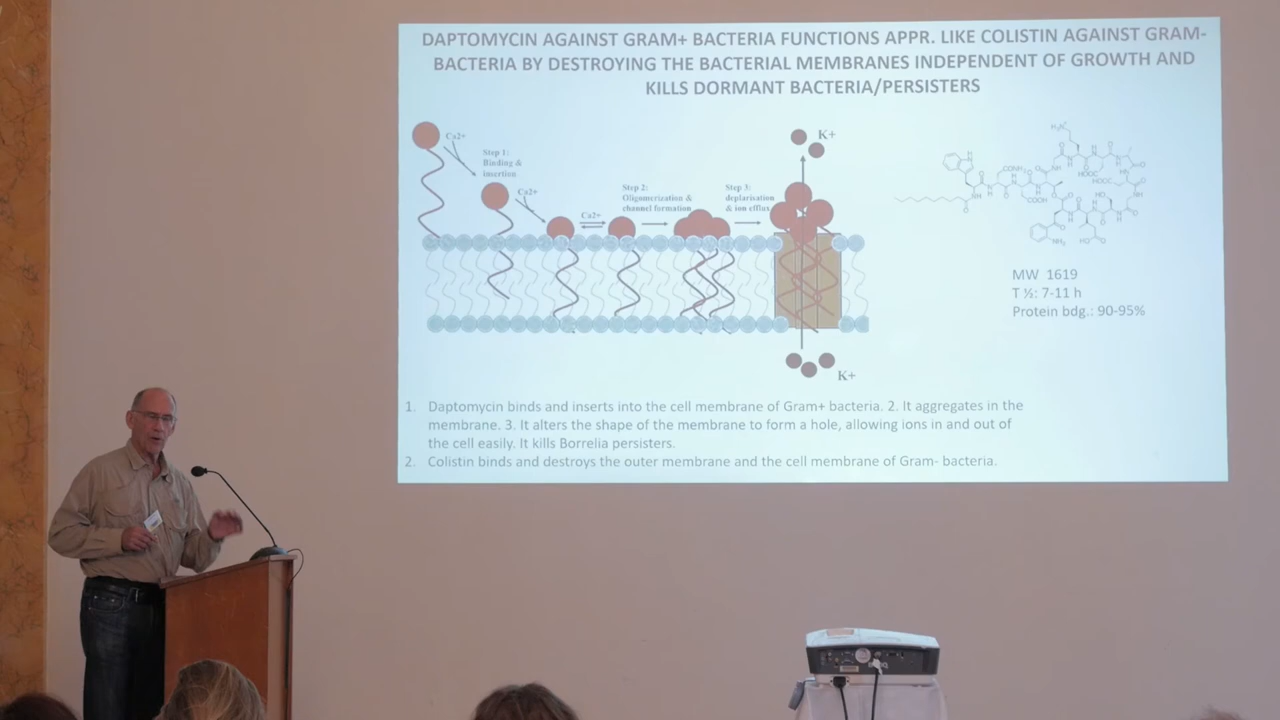 DAPTOMYCIN AGAINST GRAM+ BACTERIA FUNCTIONS APPR. LIKE COLISTIN AGAINST GRAM-
BACTERIA BY DESTROYING THE BACTERIAL MEMBRANES INDEPENDENT OF GROWTH AND
KILLS DORMANT BACTERIA/PERSISTERS
Ca2+
Step 1:
Binding &
insertion
Ca2+
Ca2+
Step 2:
Oligomerization &
channel formation
Step 3:
deplarisation
& ion efflux
K+
K+
MW 1619
T ½: 7-11 h
Protein bdg.: 90-95%
1. Daptomycin binds and inserts into the cell membrane of Gram+ bacteria. 2. It aggregates in the
membrane. 3. It alters the shape of the membrane to form a hole, allowing ions in and out of
the cell easily. It kills Borrelia persisters.
2. Colistin binds and destroys the outer membrane and the cell membrane of Gram- bacteria.